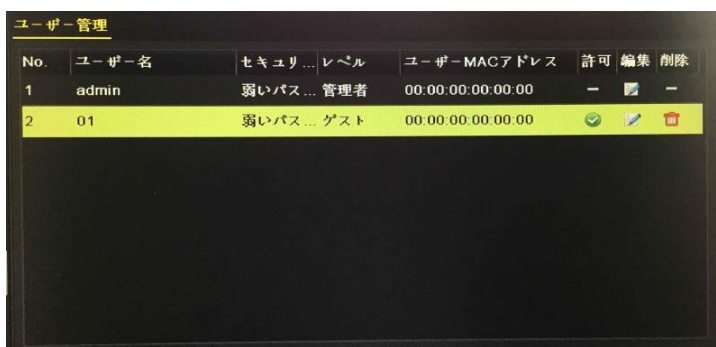 ユーザー管理
No. ユーザー名 セキュリ... レベル ユーザーMACアドレス 許可 編集 削除
1 admin 弱いパス... 管理者 00:00:00:00:00:00 – –
2 01 弱いパス... ゲスト 00:00:00:00:00:00